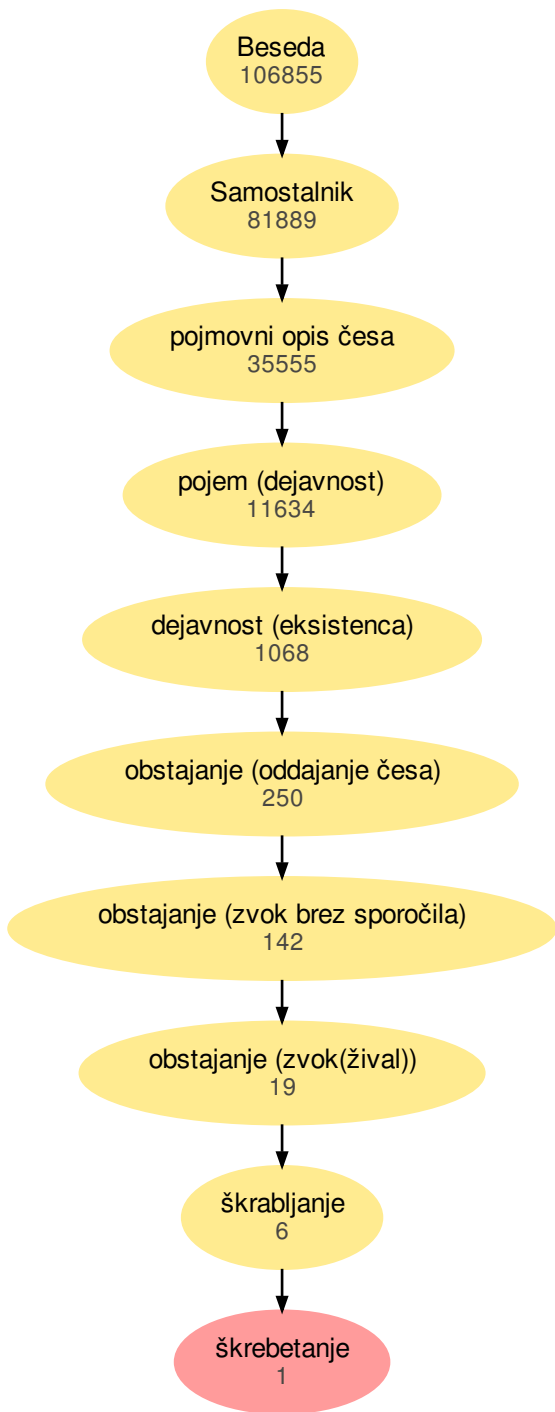 Beseda
106855
Samostalnik
81889
pojmovni opis česa
35555
pojem (dejavnost)
11634
dejavnost (eksistenca)
1068
obstajanje (oddajanje česa)
250
obstajanje (zvok brez sporočila)
142
obstajanje (zvok(žival))
19
škrabljanje
6
škrebetanje
1